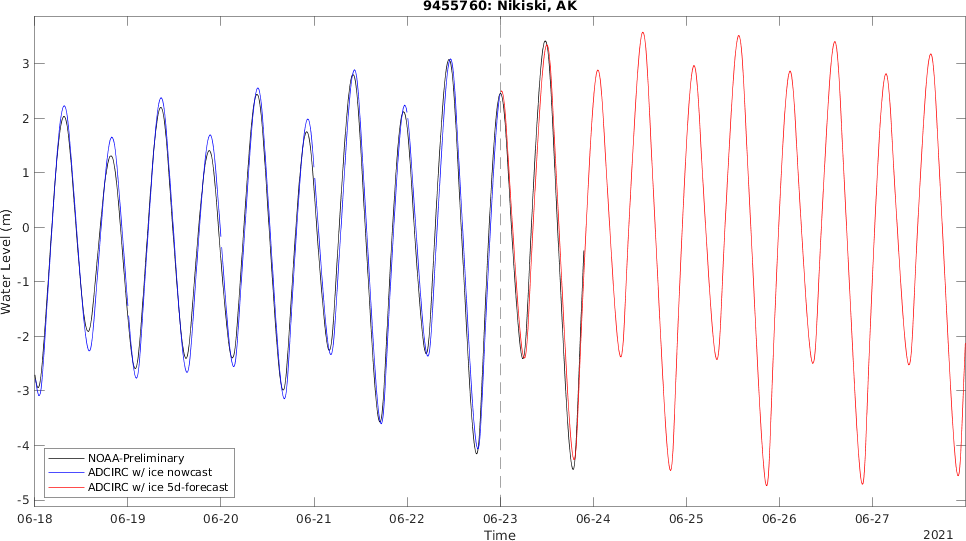 9455760: Nikiski, AK
Water Level (m)
3
2
1
0
-1
-2
-3
-4
-5
NOAA-Preliminary
ADCIRC w/ ice nowcast
ADCIRC w/ ice 5d-forecast
06-18 06-19 06-20 06-21 06-22 06-23 06-24 06-25 06-26 06-27
Time
2021